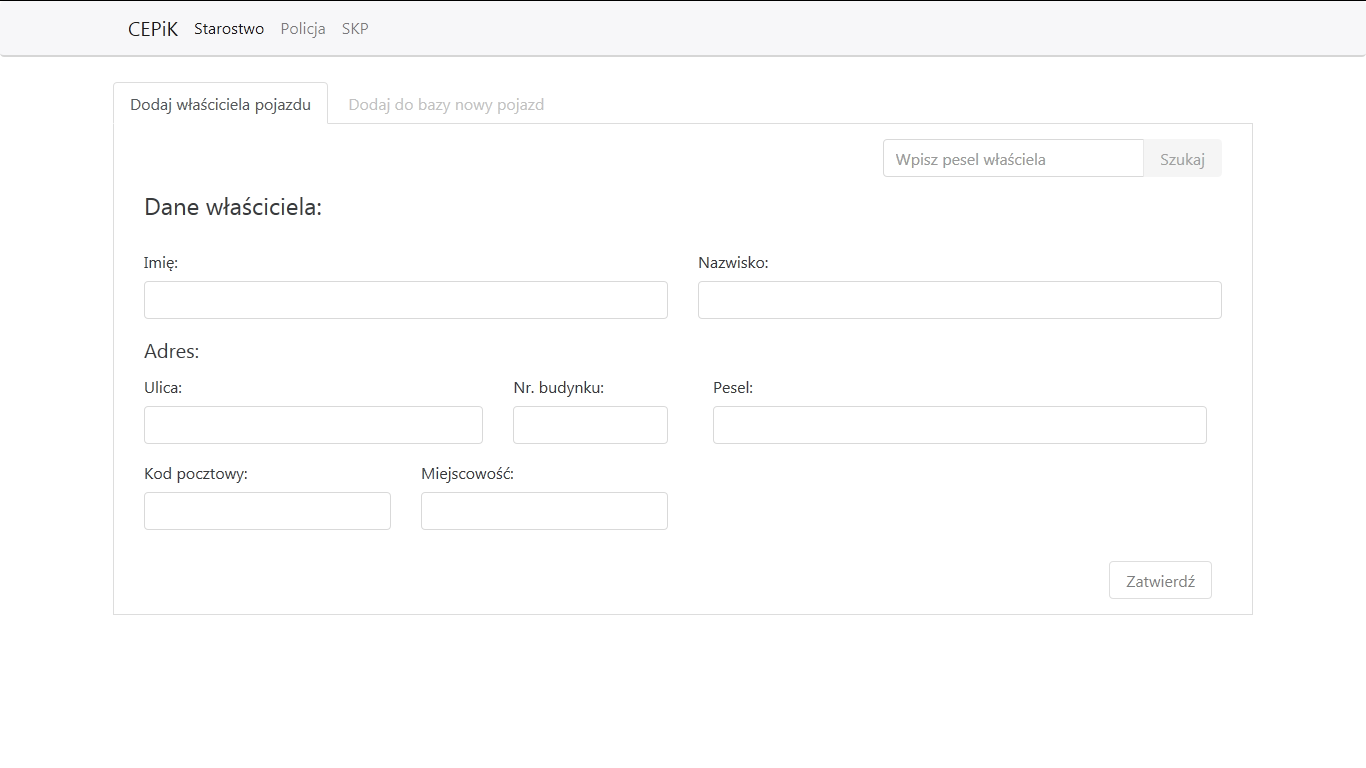 CEPiK Starostwo Policja SKP
Dodaj właściciela pojazdu Dodaj do bazy nowy pojazd
Wpisz pesel właściela Szukaj
Dane właściciela:
Imię: Nazwisko:
Adres:
Ulica: Nr. budynku: Pesel:
Kod pocztowy: Miejscowość:
Zatwierdź